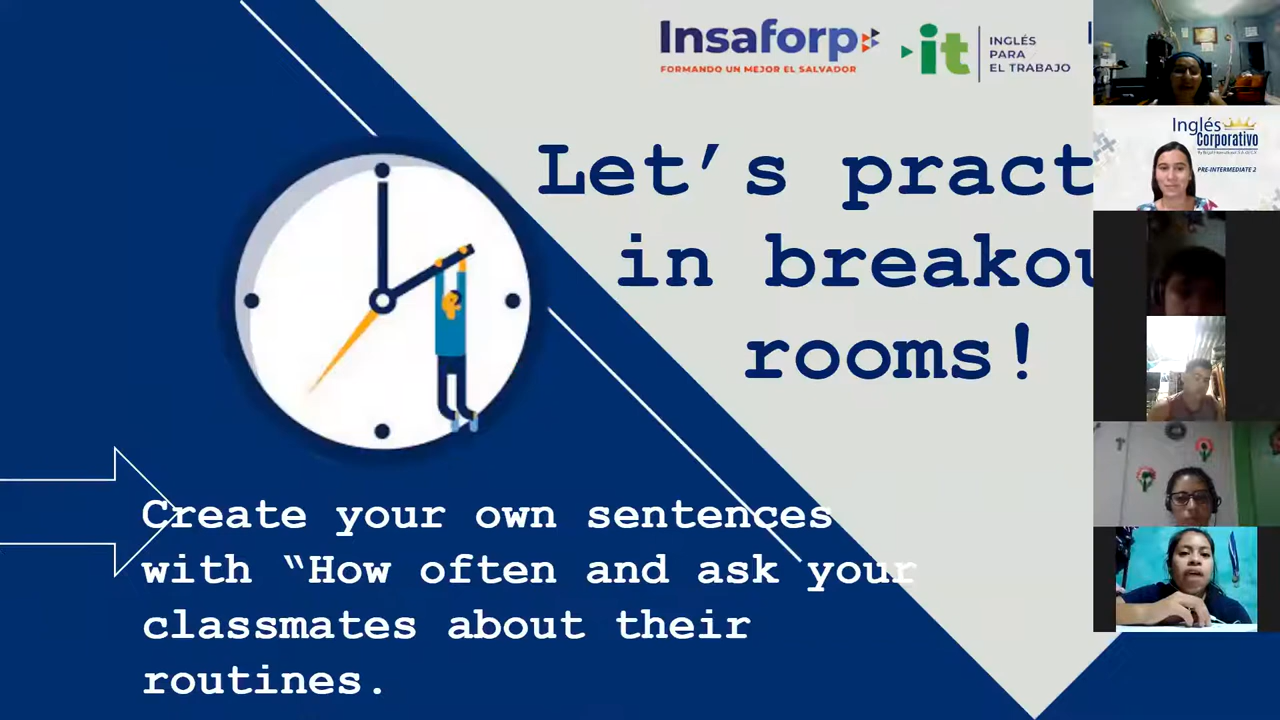 Insaforp
FORMANDO UN MEJOR EL SALVADOR
it
INGLÉS
PARA
EL TRABAJO
Let’s pract
in breakou
rooms!
Create your own sentences
with “How often and ask your
classmates about their
routines.
Inglés
Corporativo
PRE-INTERMEDIATE 2